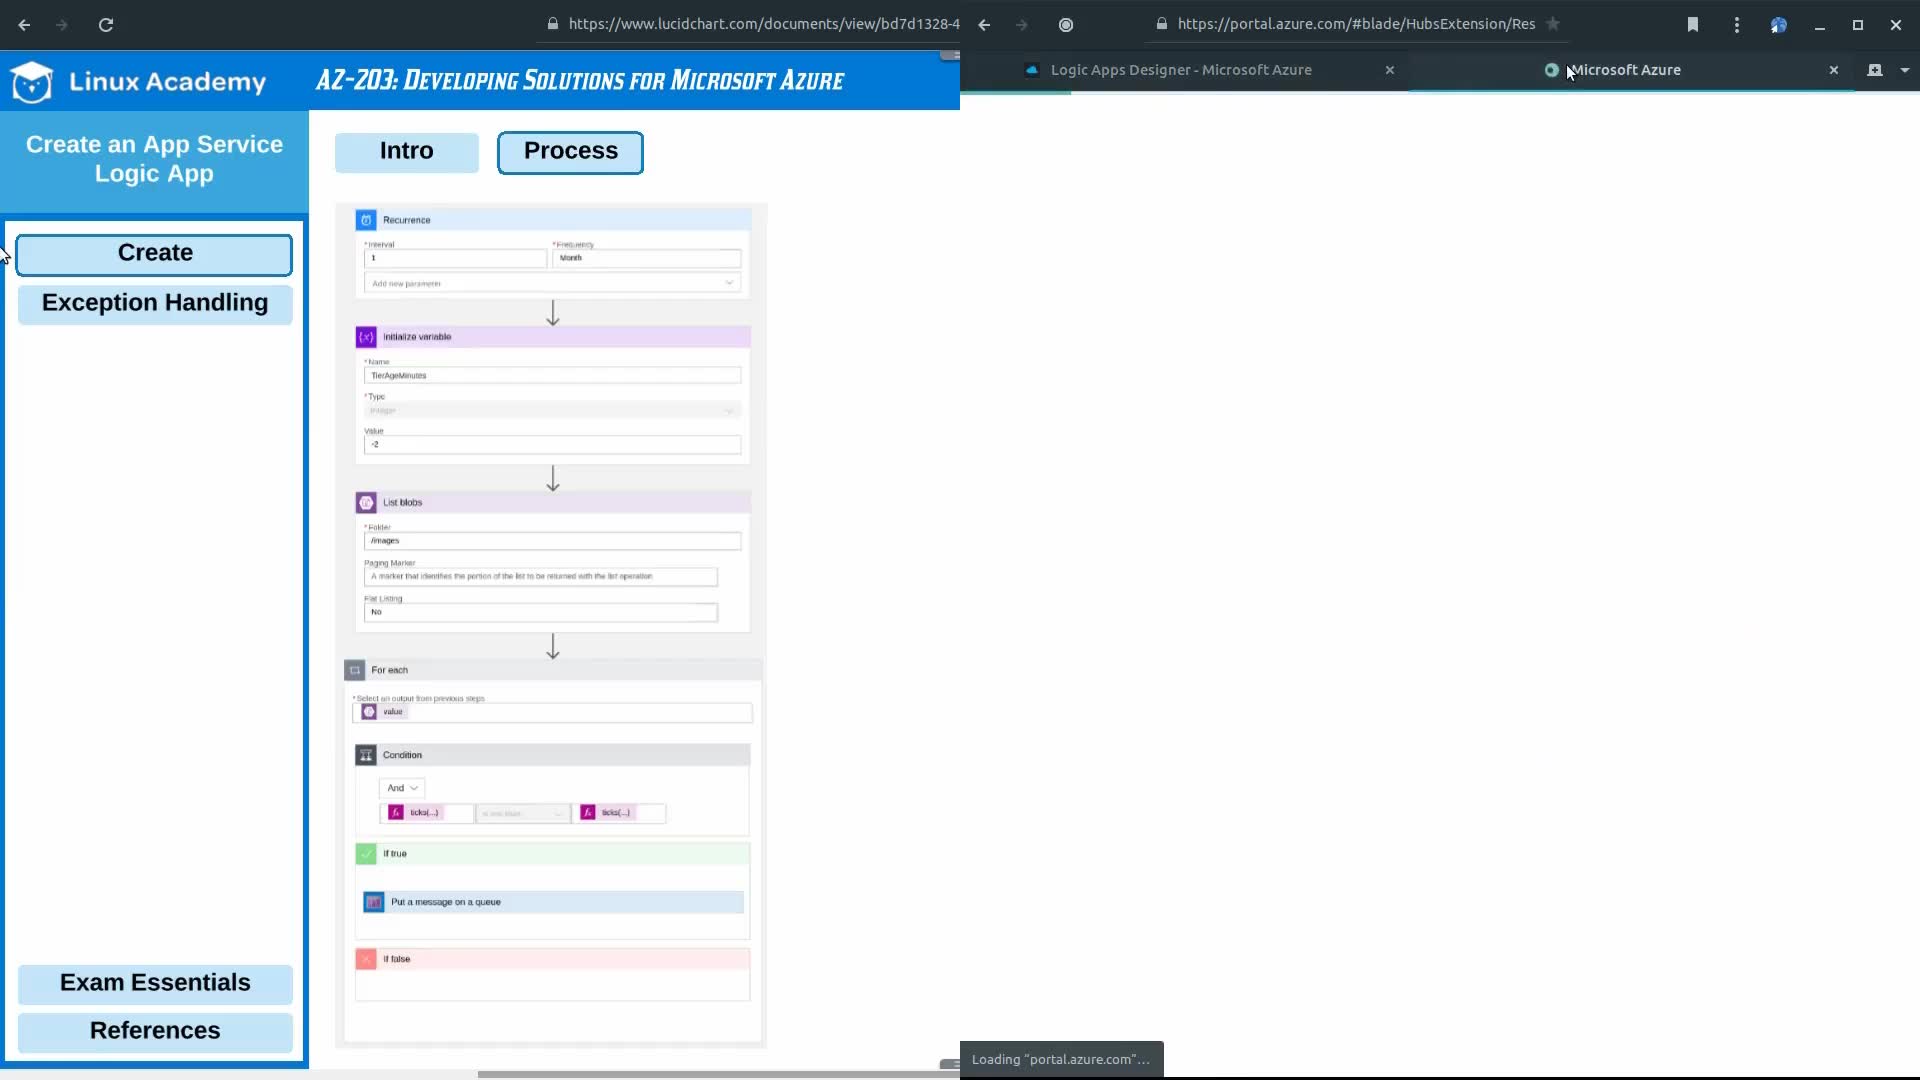 https://www.lucidchart.com/documents/view/bd7d1328-4
https://portal.azure.com/#blade/HubsExtension/Res
Logic Apps Designer - Microsoft Azure
Microsoft Azure
Linux Academy
AZ-203: Developing Solutions for Microsoft Azure
Create an App Service
Logic App
Intro
Process
Create
Exception Handling
Exam Essentials
References
Recurrence
* Interval
* Frequency
1
Month
Add new parameter
{x} Initialize variable
* Name
TierAgeMinutes
* Type
Integer
Value
-2
List blobs
* Folder
/images
Paging Marker
A marker that identifies the portion of the list to be returned with the list operation
Flat Listing
No
For each
* Select an output from previous steps
value
Condition
And
ticks(...)
is less than
ticks(...)
If true
Put a message on a queue
If false
Loading “portal.azure.com”…